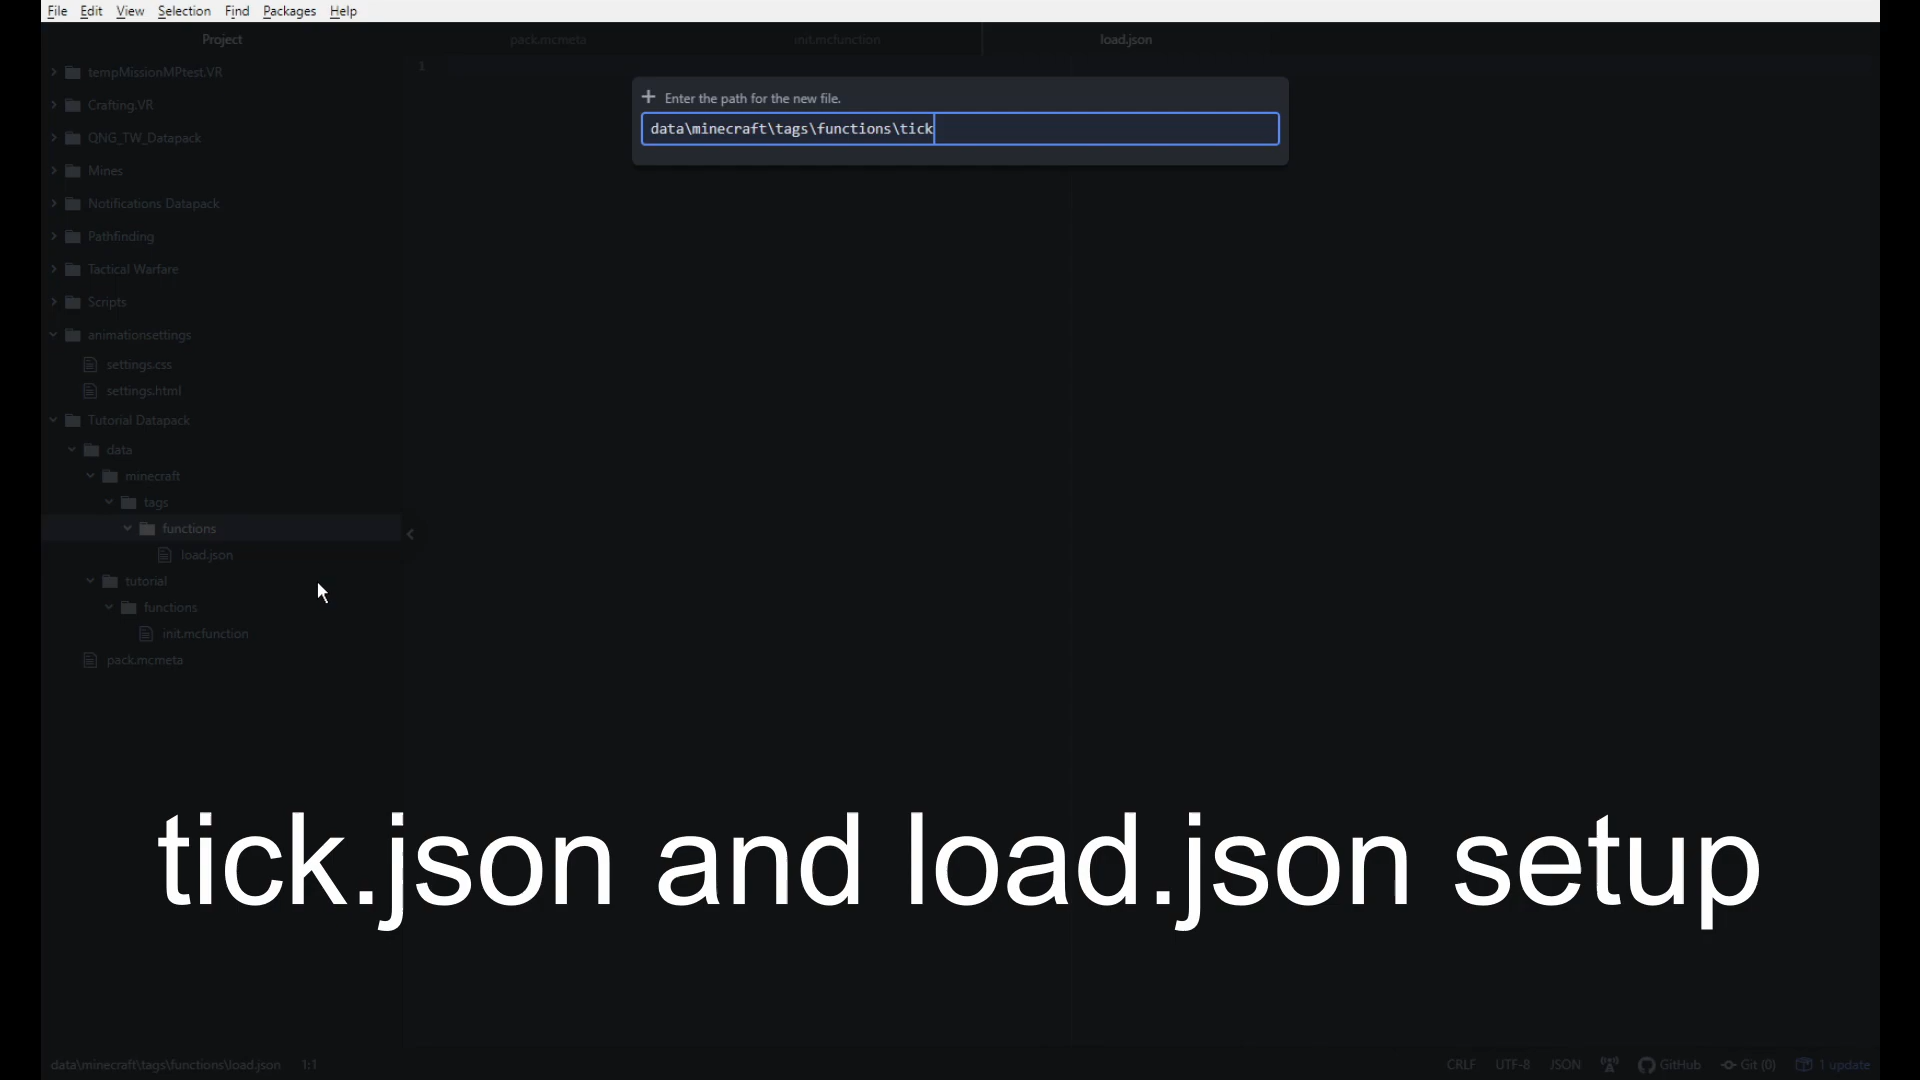 File Edit View Selection Find Packages Help
Project
pack.mcmeta
init.mcfunction
load.json
1
Enter the path for the new file.
data\minecraft\tags\functions\tick
tempMissionMPtest.VR
Crafting.VR
QNG_TW_Datapack
Mines
Notifications Datapack
Pathfinding
Tactical Warfare
Scripts
animationsettings
settings.css
settings.html
Tutorial Datapack
data
minecraft
tags
functions
load.json
tutorial
functions
init.mcfunction
pack.mcmeta
tick.json and load.json setup
data\minecraft\tags\functions\load.json 1:1
CRLF UTF-8 JSON GitHub Git (0) 1 update